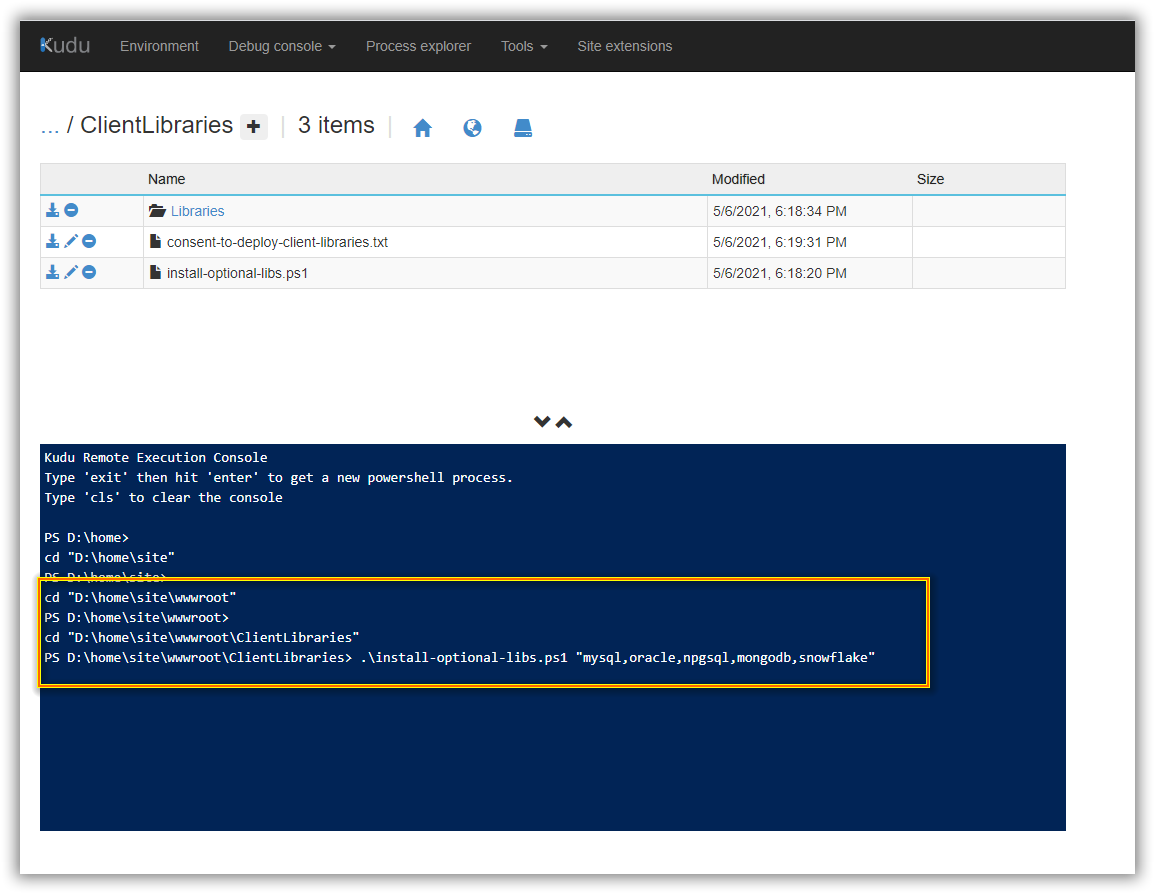 Kudu Environment Debug console Process explorer Tools Site extensions
... / ClientLibraries + | 3 items |
Name Modified Size
Libraries 5/6/2021, 6:18:34 PM
consent-to-deploy-client-libraries.txt 5/6/2021, 6:19:31 PM
install-optional-libs.ps1 5/6/2021, 6:18:20 PM
Kudu Remote Execution Console
Type 'exit' then hit 'enter' to get a new powershell process.
Type 'cls' to clear the console
PS D:\home>
cd "D:\home\site"
PS D:\home\site>
cd "D:\home\site\wwwroot"
PS D:\home\site\wwwroot>
cd "D:\home\site\wwwroot\ClientLibraries"
PS D:\home\site\wwwroot\ClientLibraries> .\install-optional-libs.ps1 "mysql,oracle,npgsql,mongodb,snowflake"